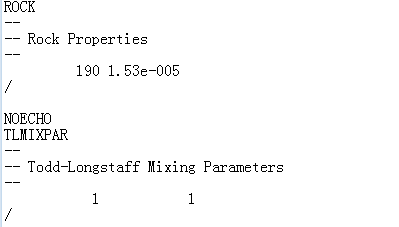 ROCK
--
-- Rock Properties
--
190 1.53e-005
/
NOECHO
TLMIXPAR
--
-- Todd-Longstaff Mixing Parameters
--
1 1
/